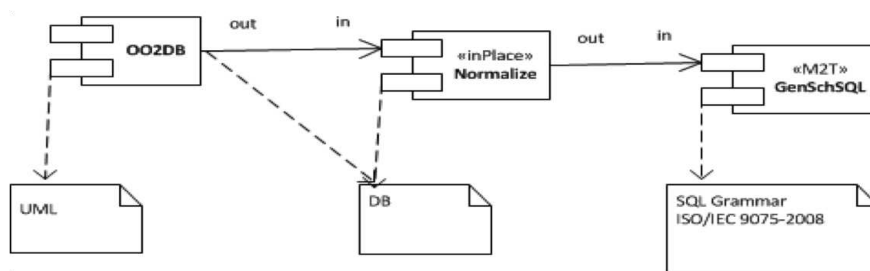 out
in
OO2DB
«inPlace»
Normalize
out
in
«M2T»
GenSchSQL
UML
DB
SQL Grammar
ISO/IEC 9075-2008